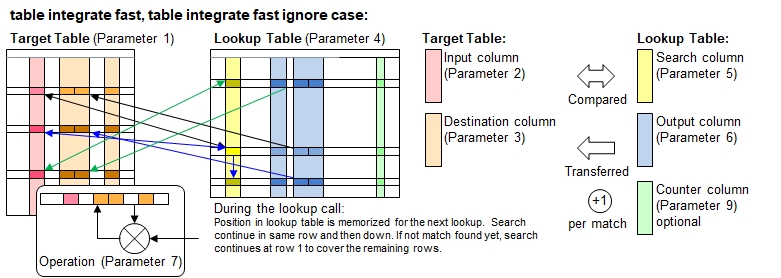 table integrate fast, table integrate fast ignore case:
Target Table (Parameter 1)
Lookup Table (Parameter 4)
Target Table:
Lookup Table:
Input column
(Parameter 2)
Search column
(Parameter 5)
Compared
Destination column
(Parameter 3)
Output column
(Parameter 6)
Transferred
+1
per match
Counter column
(Parameter 9)
optional
During the lookup call:
Position in lookup table is memorized for the next lookup. Search
continue in same row and then down. If not match found yet, search
continues at row 1 to cover the remaining rows.
Operation (Parameter 7)